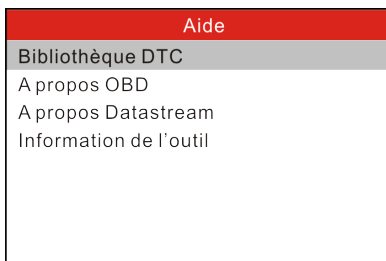 Aide
Bibliothèque DTC
A propos OBD
A propos Datastream
Information de l’outil